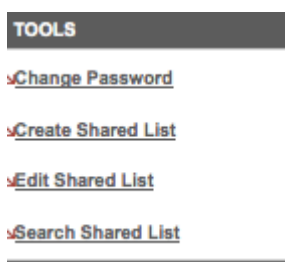 TOOLS
Change Password
Create Shared List
Edit Shared List
Search Shared List